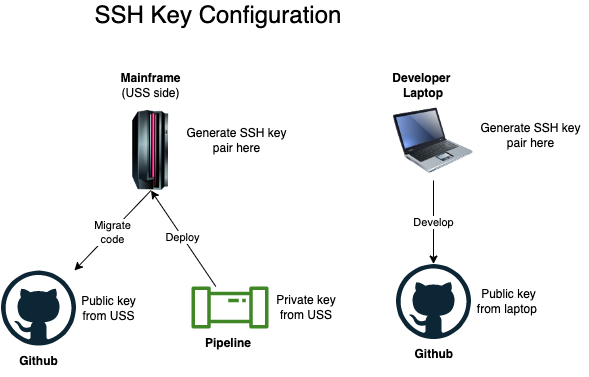 SSH Key Configuration
Mainframe
(USS side)
Generate SSH key
pair here
Developer
Laptop
Generate SSH key
pair here
Migrate
code
Deploy
Develop
Public key
from USS
Github
Private key
from USS
Pipeline
Public key
from laptop
Github